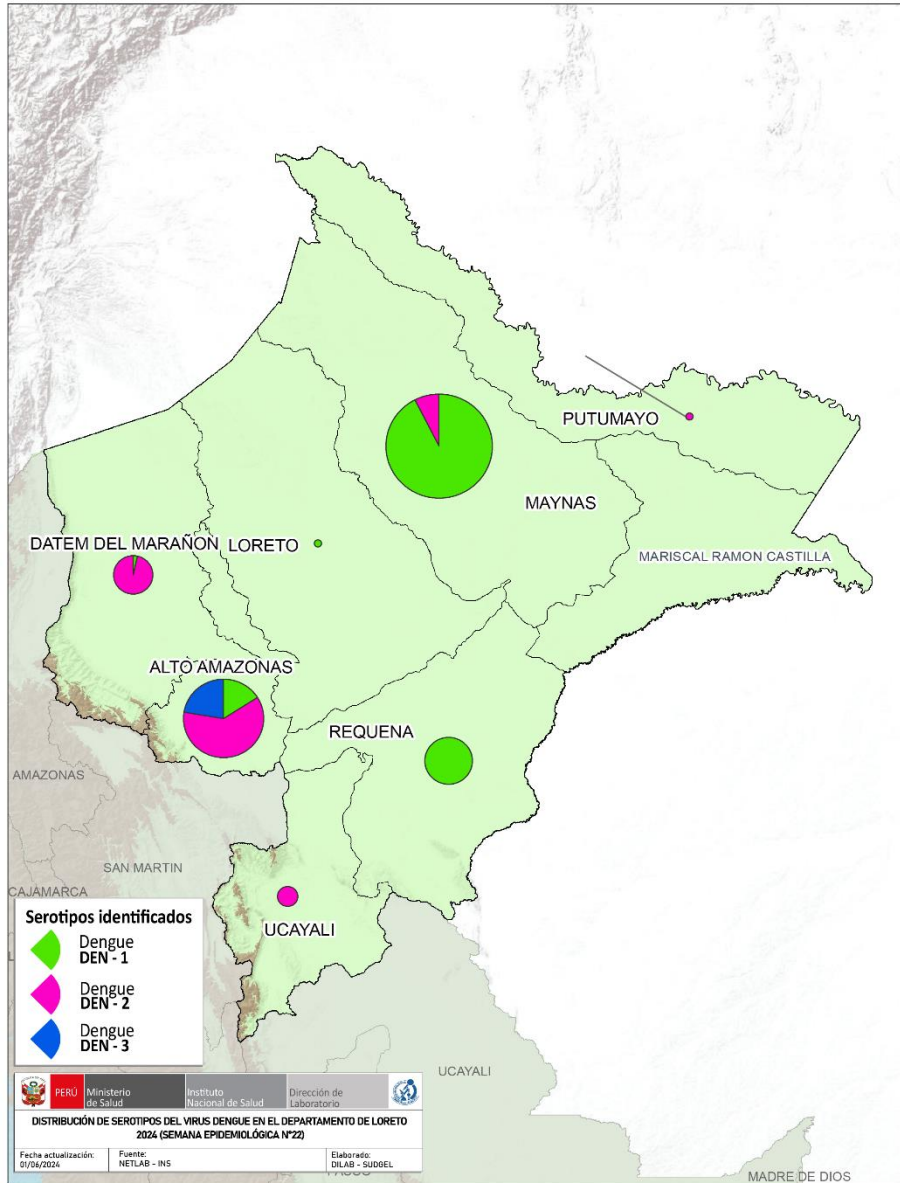 PUTUMAYO
MAYNAS
MARISCAL RAMON CASTILLA
DATEM DEL MARAÑON
LORETO
ALTO AMAZONAS
REQUENA
AMAZONAS
SAN MARTIN
CAJAMARCA
UCAYALI
Serotipos identificados
Dengue
DEN - 1
Dengue
DEN - 2
Dengue
DEN - 3
UCAYALI
PERÚ
Ministerio
de Salud
Instituto
Nacional de Salud
Dirección de
Laboratorio
DISTRIBUCIÓN DE SEROTIPOS DEL VIRUS DENGUE EN EL DEPARTAMENTO DE LORETO
2024 (SEMANA EPIDEMIOLÓGICA N°22)
Fecha actualización:
01/06/2024
Fuente:
NETLAB - INS
Elaborado:
DILAB - SUDGEL
MADRE DE DIOS